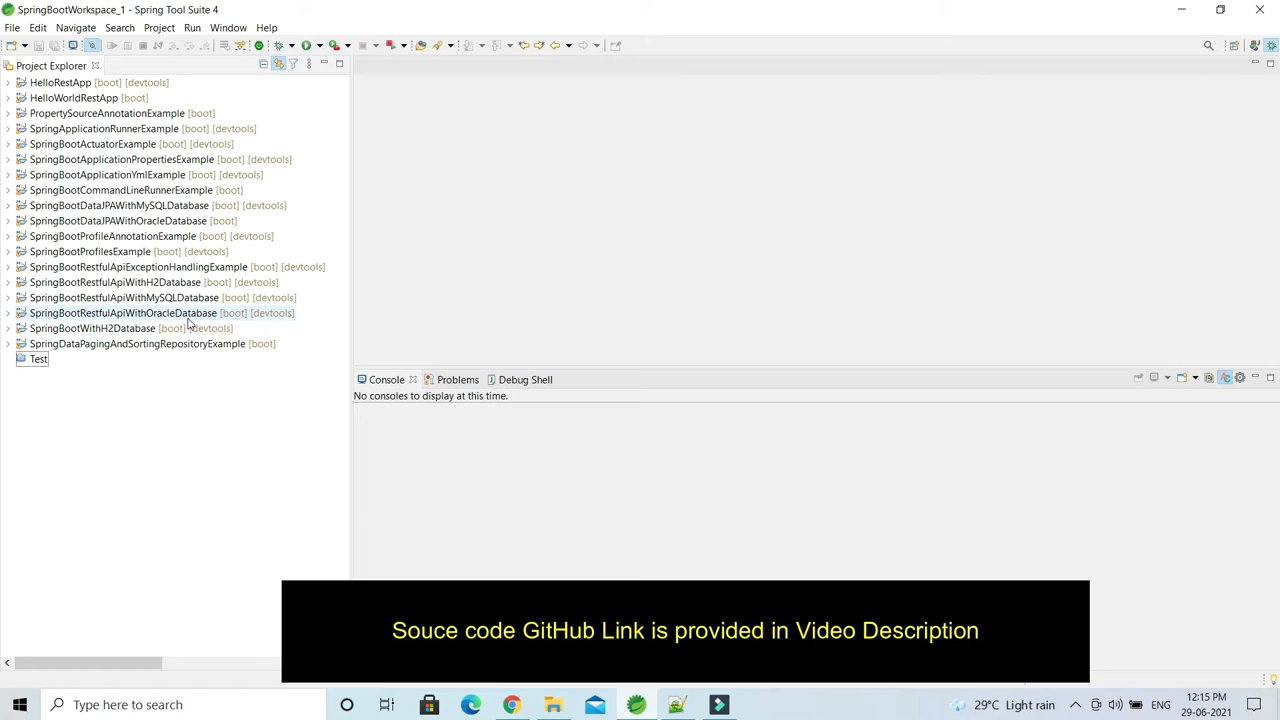 SpringBootWorkspace_1 - Spring Tool Suite 4
File Edit Navigate Search Project Run Window Help
Project Explorer
HelloRestApp [boot] [devtools]
HelloWorldRestApp [boot]
PropertySourceAnnotationExample [boot]
SpringApplicationRunnerExample [boot] [devtools]
SpringBootActuatorExample [boot] [devtools]
SpringBootApplicationPropertiesExample [boot] [devtools]
SpringBootApplicationYmlExample [boot] [devtools]
SpringBootCommandLineRunnerExample [boot]
SpringBootDataJPAWithMySQLDatabase [boot] [devtools]
SpringBootDataJPAWithOracleDatabase [boot]
SpringBootProfileAnnotationExample [boot] [devtools]
SpringBootProfilesExample [boot] [devtools]
SpringBootRestfulApiExceptionHandlingExample [boot] [devtools]
SpringBootRestfulApiWithH2Database [boot] [devtools]
SpringBootRestfulApiWithMySQLDatabase [boot] [devtools]
SpringBootRestfulApiWithOracleDatabase [boot] [devtools]
SpringBootWithH2Database [boot] [devtools]
SpringDataPagingAndSortingRepositoryExample [boot]
Test
Console Problems Debug Shell
No consoles to display at this time.
Souce code GitHub Link is provided in Video Description
Type here to search
29°C Light rain
ENG
12:15 PM
29-06-2021